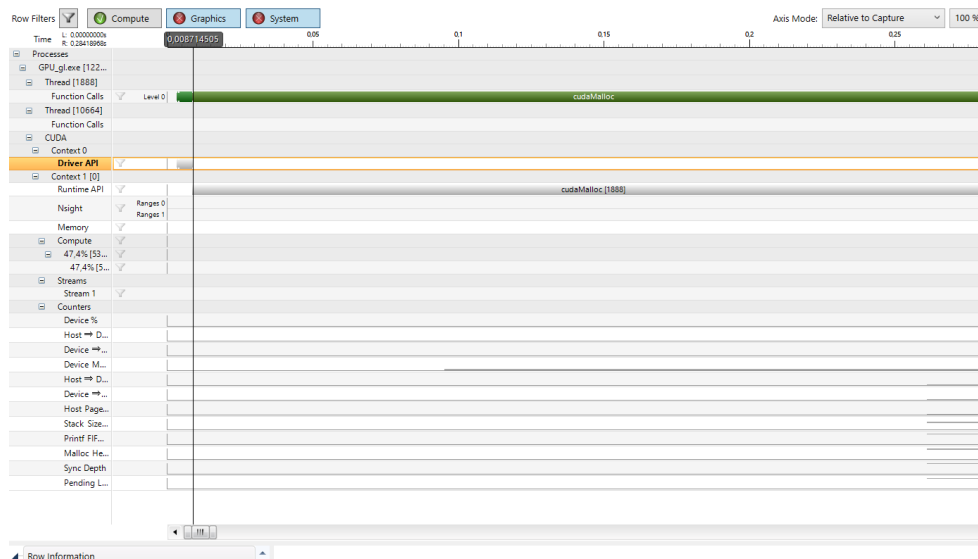 Row Filters Compute Graphics System Axis Mode: Relative to Capture 100 %
Time L: 0.00000000s
R: 0.28418968s
0.008714505 0.05 0.1 0.15 0.2 0.25
Processes
GPU_gl.exe [122...
Thread [1888]
Function Calls Level 0 cudaMalloc
Thread [10664]
Function Calls
CUDA
Context 0
Driver API
Context 1 [0]
Runtime API cudaMalloc [1888]
Nsight Ranges 0
Ranges 1
Memory
Compute
47,4% [53...
47,4% [5...
Streams
Stream 1
Counters
Device %
Host ⇒ D...
Device ⇒...
Device M...
Host ⇒ D...
Device ⇒...
Host Page...
Stack Size...
Printf FIF...
Malloc He...
Sync Depth
Pending L...
Row Information